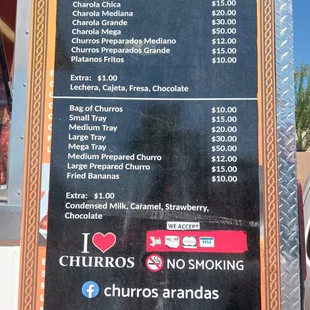 Charola Chica $15.00
Charola Mediana $20.00
Charola Grande $30.00
Charola Mega $50.00
Churros Preparados Mediano $12.00
Churros Preparados Grande $15.00
Platanos Fritos $10.00
Extra: $1.00
Lechera, Cajeta, Fresa, Chocolate
Bag of Churros $10.00
Small Tray $15.00
Medium Tray $20.00
Large Tray $30.00
Mega Tray $50.00
Medium Prepared Churro $12.00
Large Prepared Churro $15.00
Fried Bananas $10.00
Extra: $1.00
Condensed Milk, Caramel, Strawberry,
Chocolate
I
CHURROS
WE ACCEPT
VISA
NO SMOKING
churros arandas